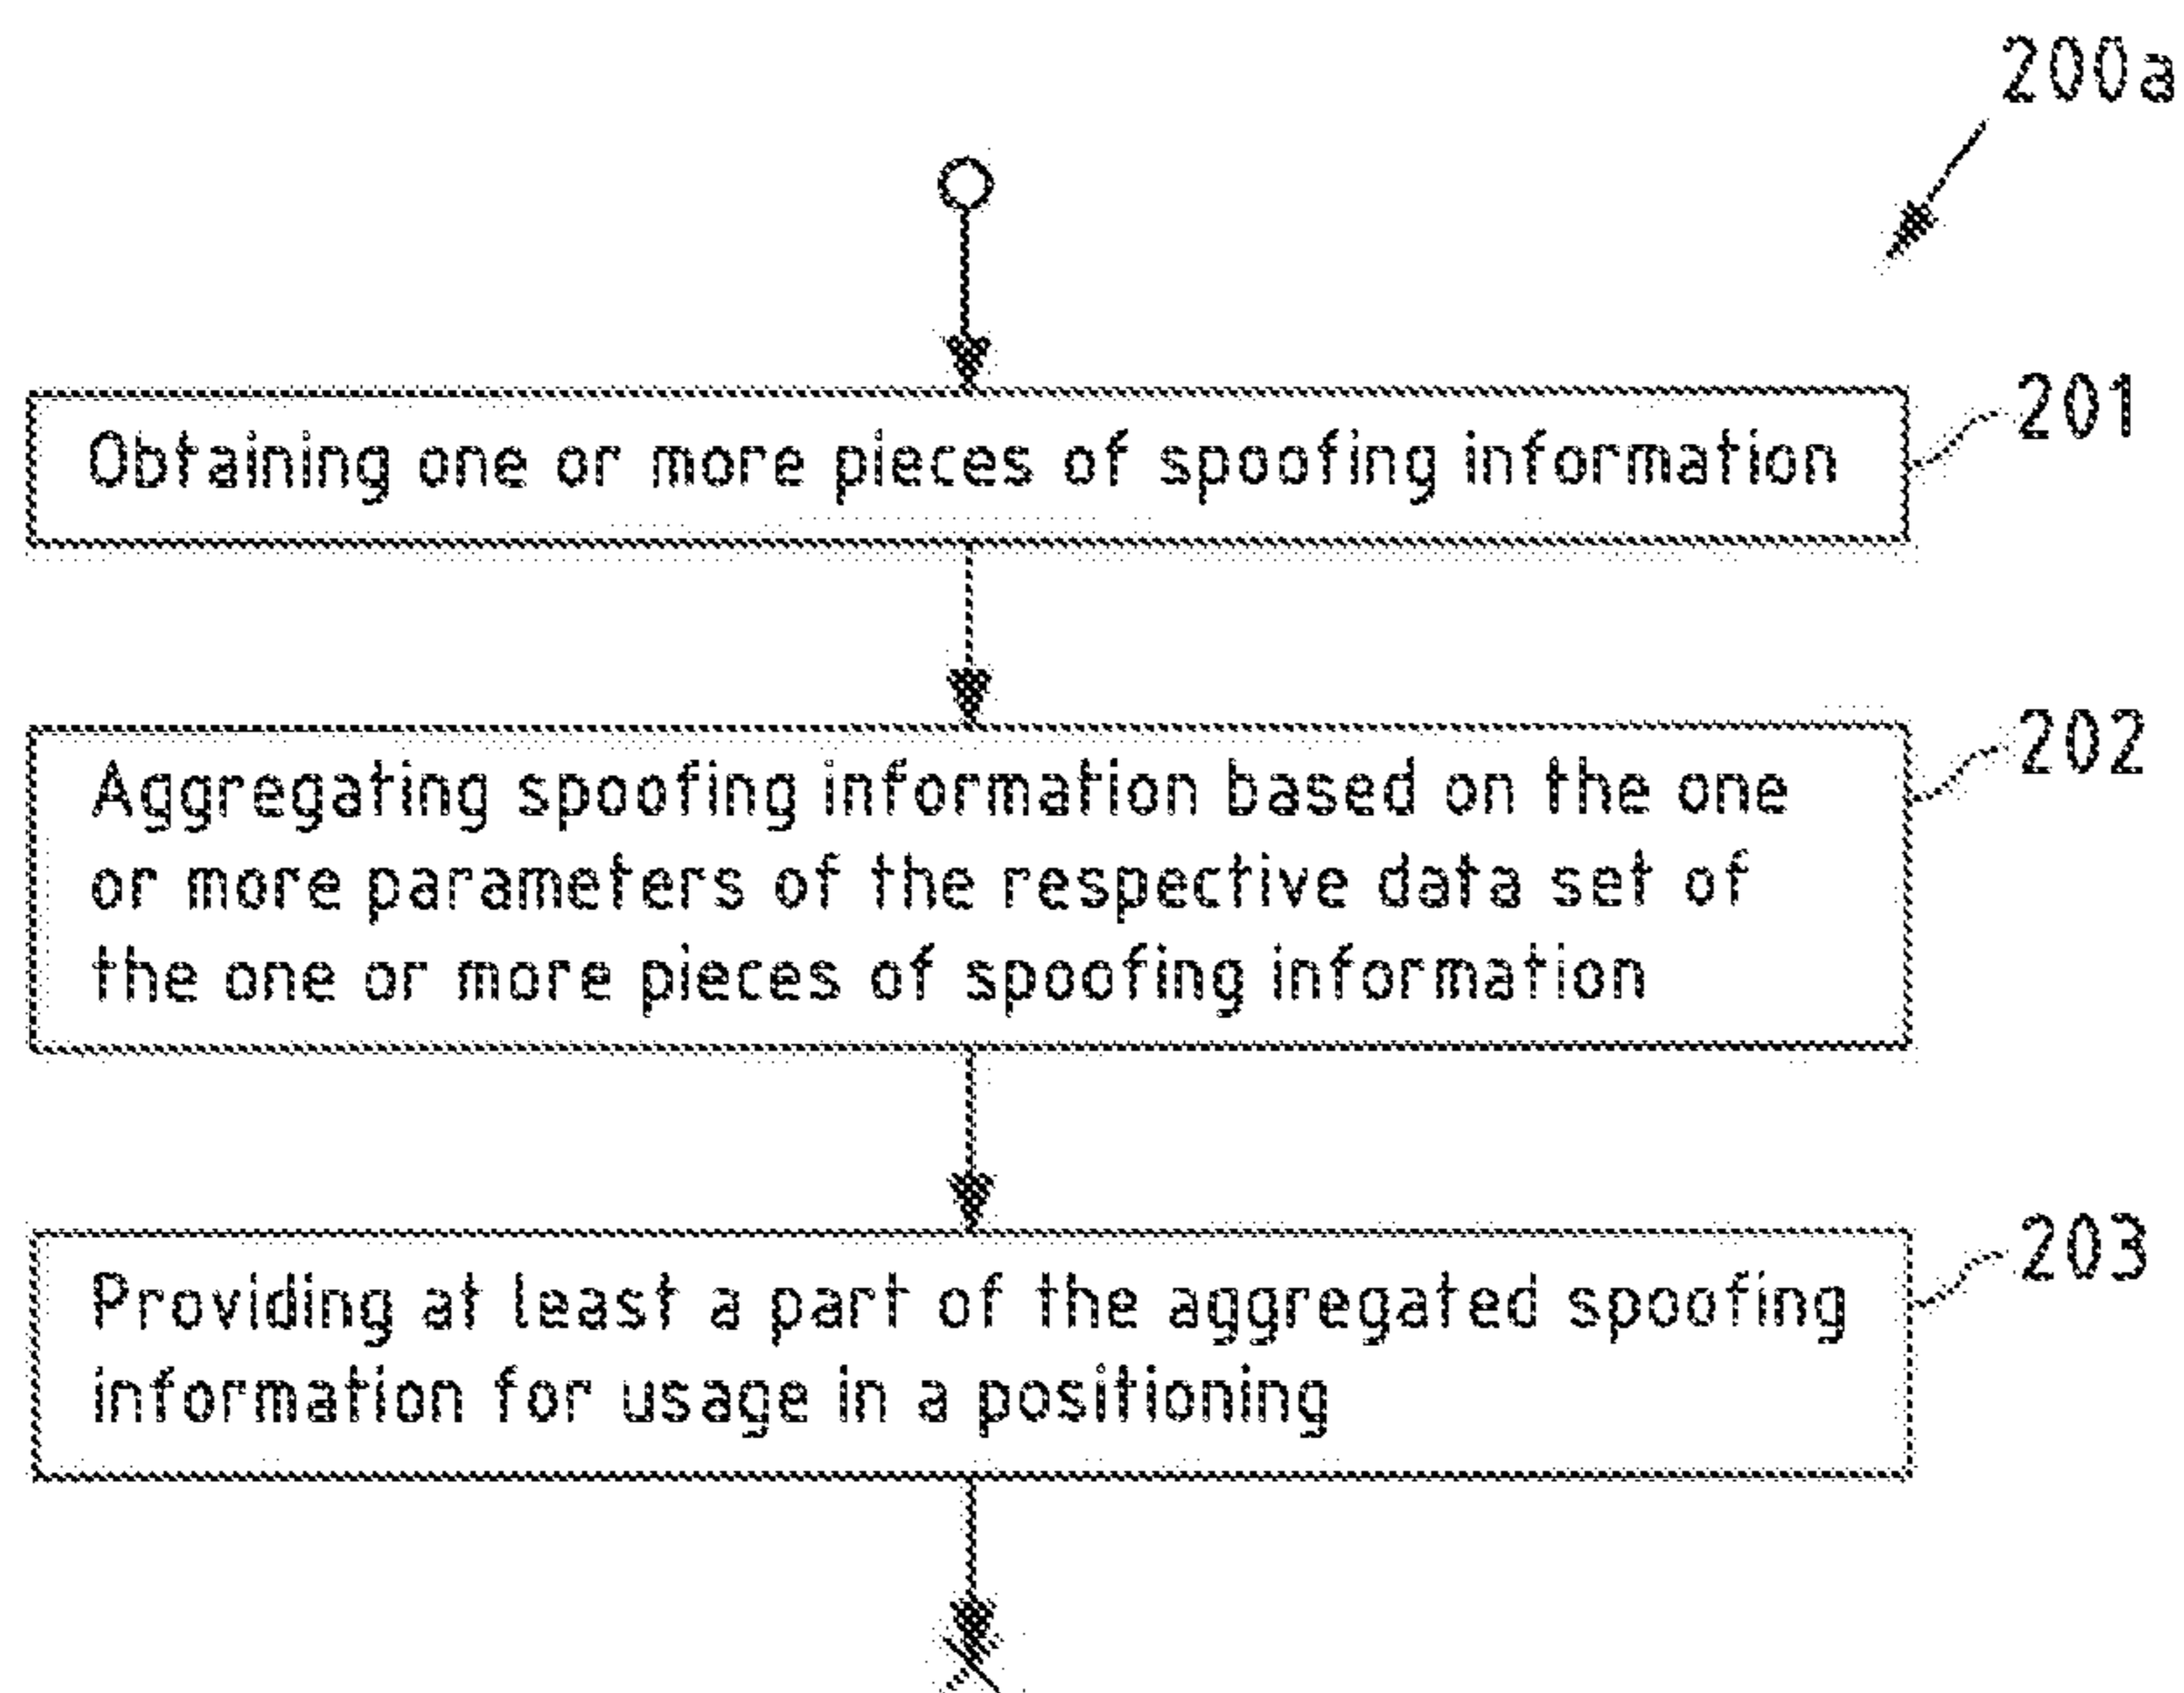 200a
Obtaining one or more pieces of spoofing information
201
Aggregating spoofing information based on the one
or more parameters of the respective data set of
the one or more pieces of spoofing information
202
Providing at least a part of the aggregated spoofing
information for usage in a positioning
203